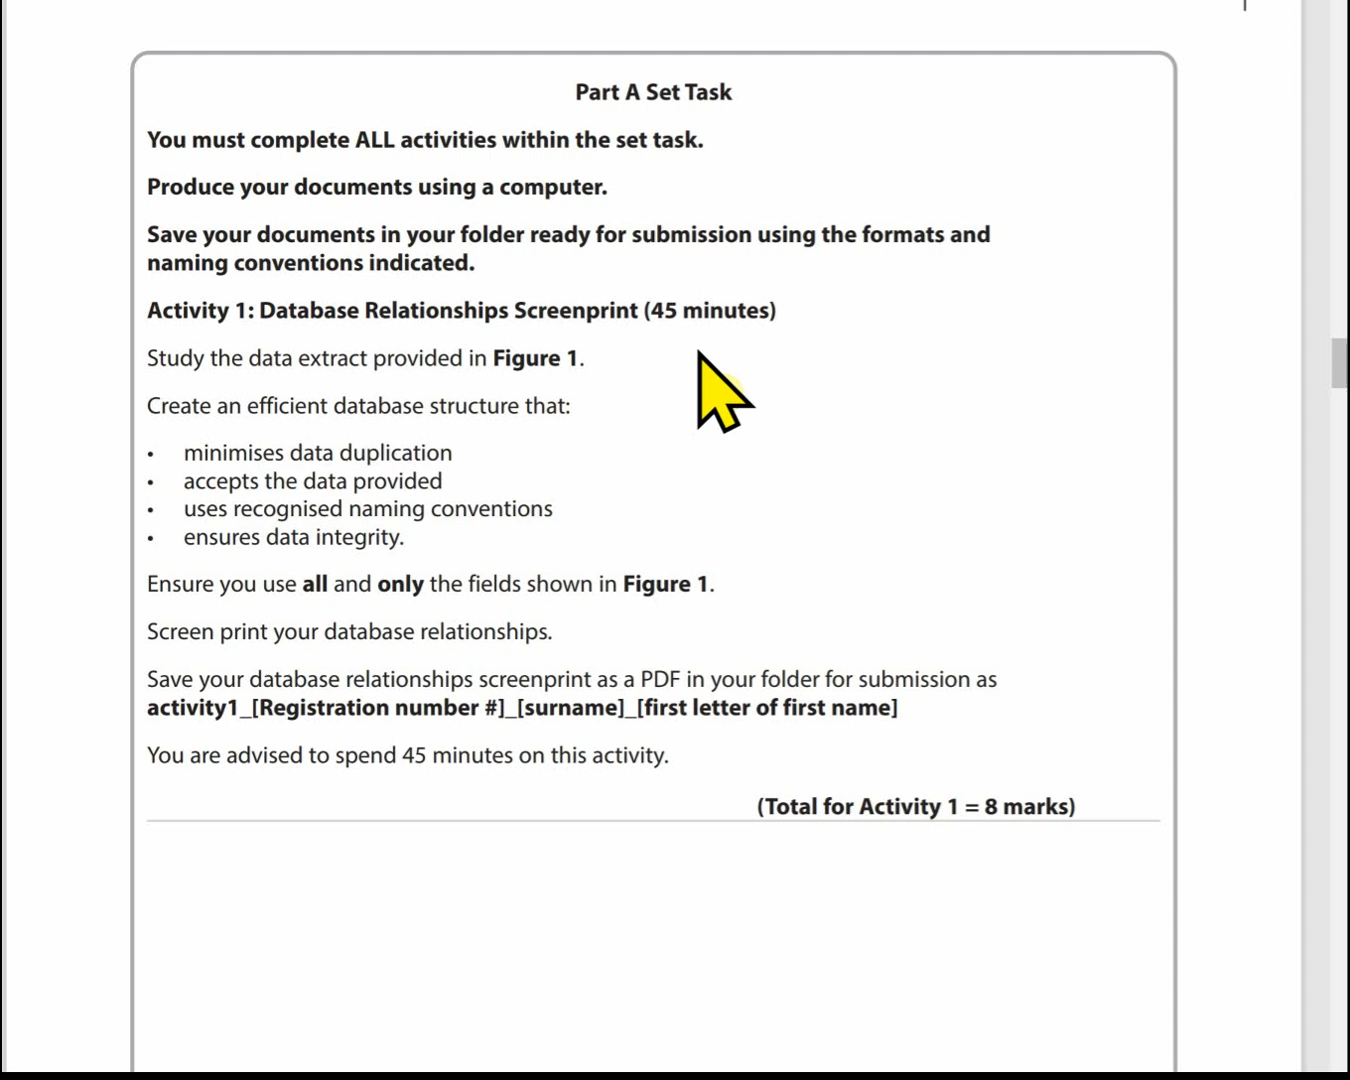 Part A Set Task
You must complete ALL activities within the set task.
Produce your documents using a computer.
Save your documents in your folder ready for submission using the formats and
naming conventions indicated.
Activity 1: Database Relationships Screenprint (45 minutes)
Study the data extract provided in Figure 1.
Create an efficient database structure that:
• minimises data duplication
• accepts the data provided
• uses recognised naming conventions
• ensures data integrity.
Ensure you use all and only the fields shown in Figure 1.
Screen print your database relationships.
Save your database relationships screenprint as a PDF in your folder for submission as
activity1_[Registration number #]_[surname]_[first letter of first name]
You are advised to spend 45 minutes on this activity.
(Total for Activity 1 = 8 marks)